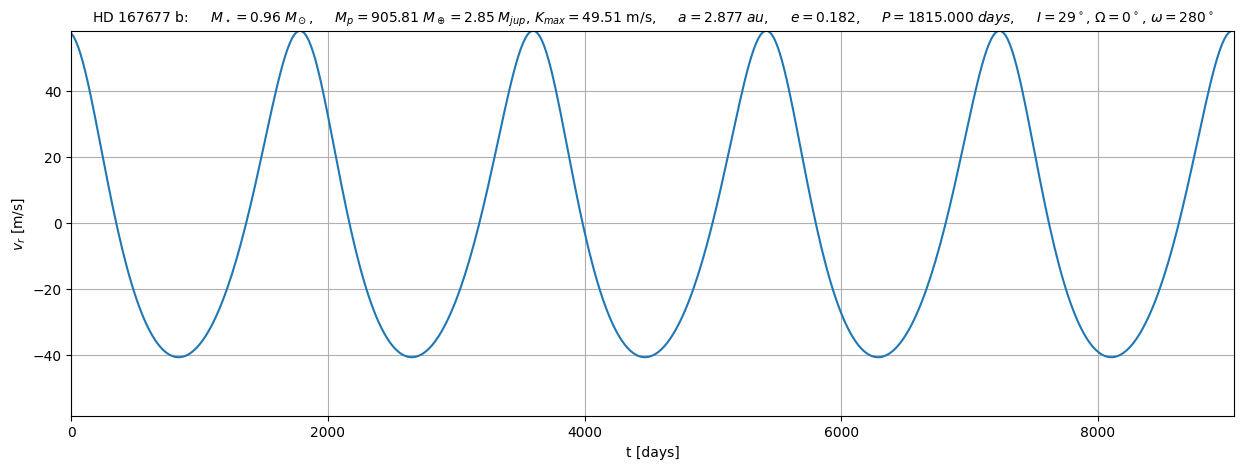 HD 167677 b: M⋆ = 0.96 M⊙, Mp = 905.81 M⊕ = 2.85 Mjup, Kmax = 49.51 m/s, a = 2.877 au, e = 0.182, P = 1815.000 days, I = 29°, Ω = 0°, ω = 280°
40
20
0
−20
−40
vr [m/s]
0 2000 4000 6000 8000
t [days]